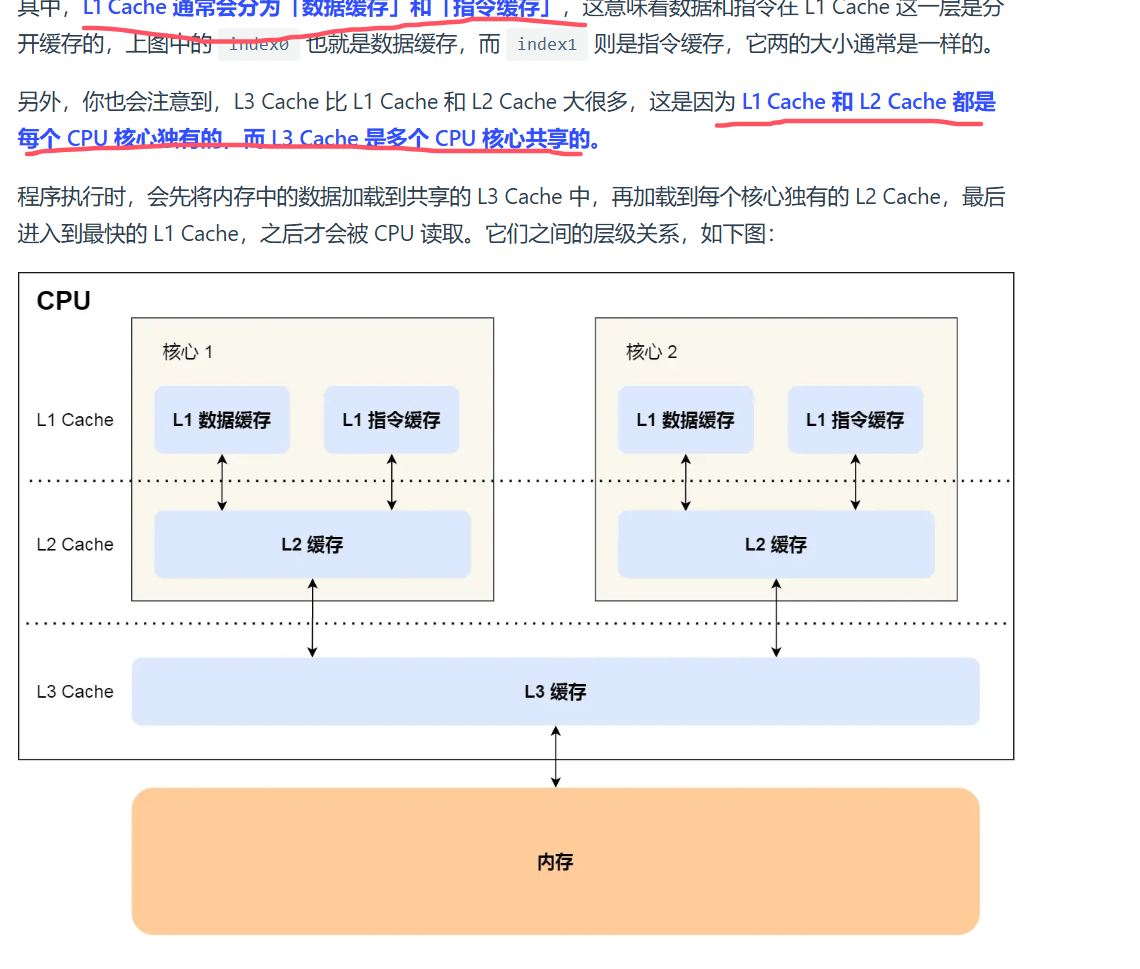 其中，L1 Cache 通常会分为「数据缓存」和「指令缓存」，这意味着数据和指令在 L1 Cache 这一层是分
开缓存的，上图中的 index0 也就是数据缓存，而 index1 则是指令缓存，它两的大小通常是一样的。
另外，你也会注意到，L3 Cache 比 L1 Cache 和 L2 Cache 大很多，这是因为 L1 Cache 和 L2 Cache 都是
每个 CPU 核心独有的，而 L3 Cache 是多个 CPU 核心共享的。
程序执行时，会先将内存中的数据加载到共享的 L3 Cache 中，再加载到每个核心独有的 L2 Cache，最后
进入到最快的 L1 Cache，之后才会被 CPU 读取。它们之间的层级关系，如下图：
CPU
核心 1
核心 2
L1 Cache
L1 数据缓存
L1 指令缓存
L1 数据缓存
L1 指令缓存
L2 Cache
L2 缓存
L2 缓存
L3 Cache
L3 缓存
内存